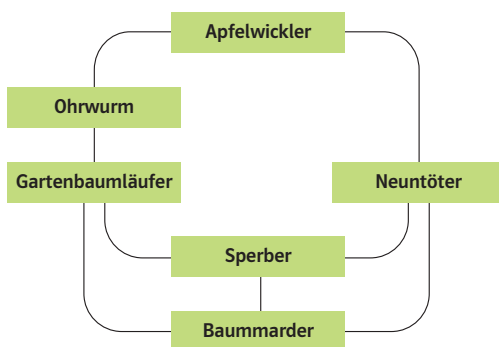 Apfelwickler
Ohrwurm
Gartenbaumläufer
Neuntöter
Sperber
Baummarder